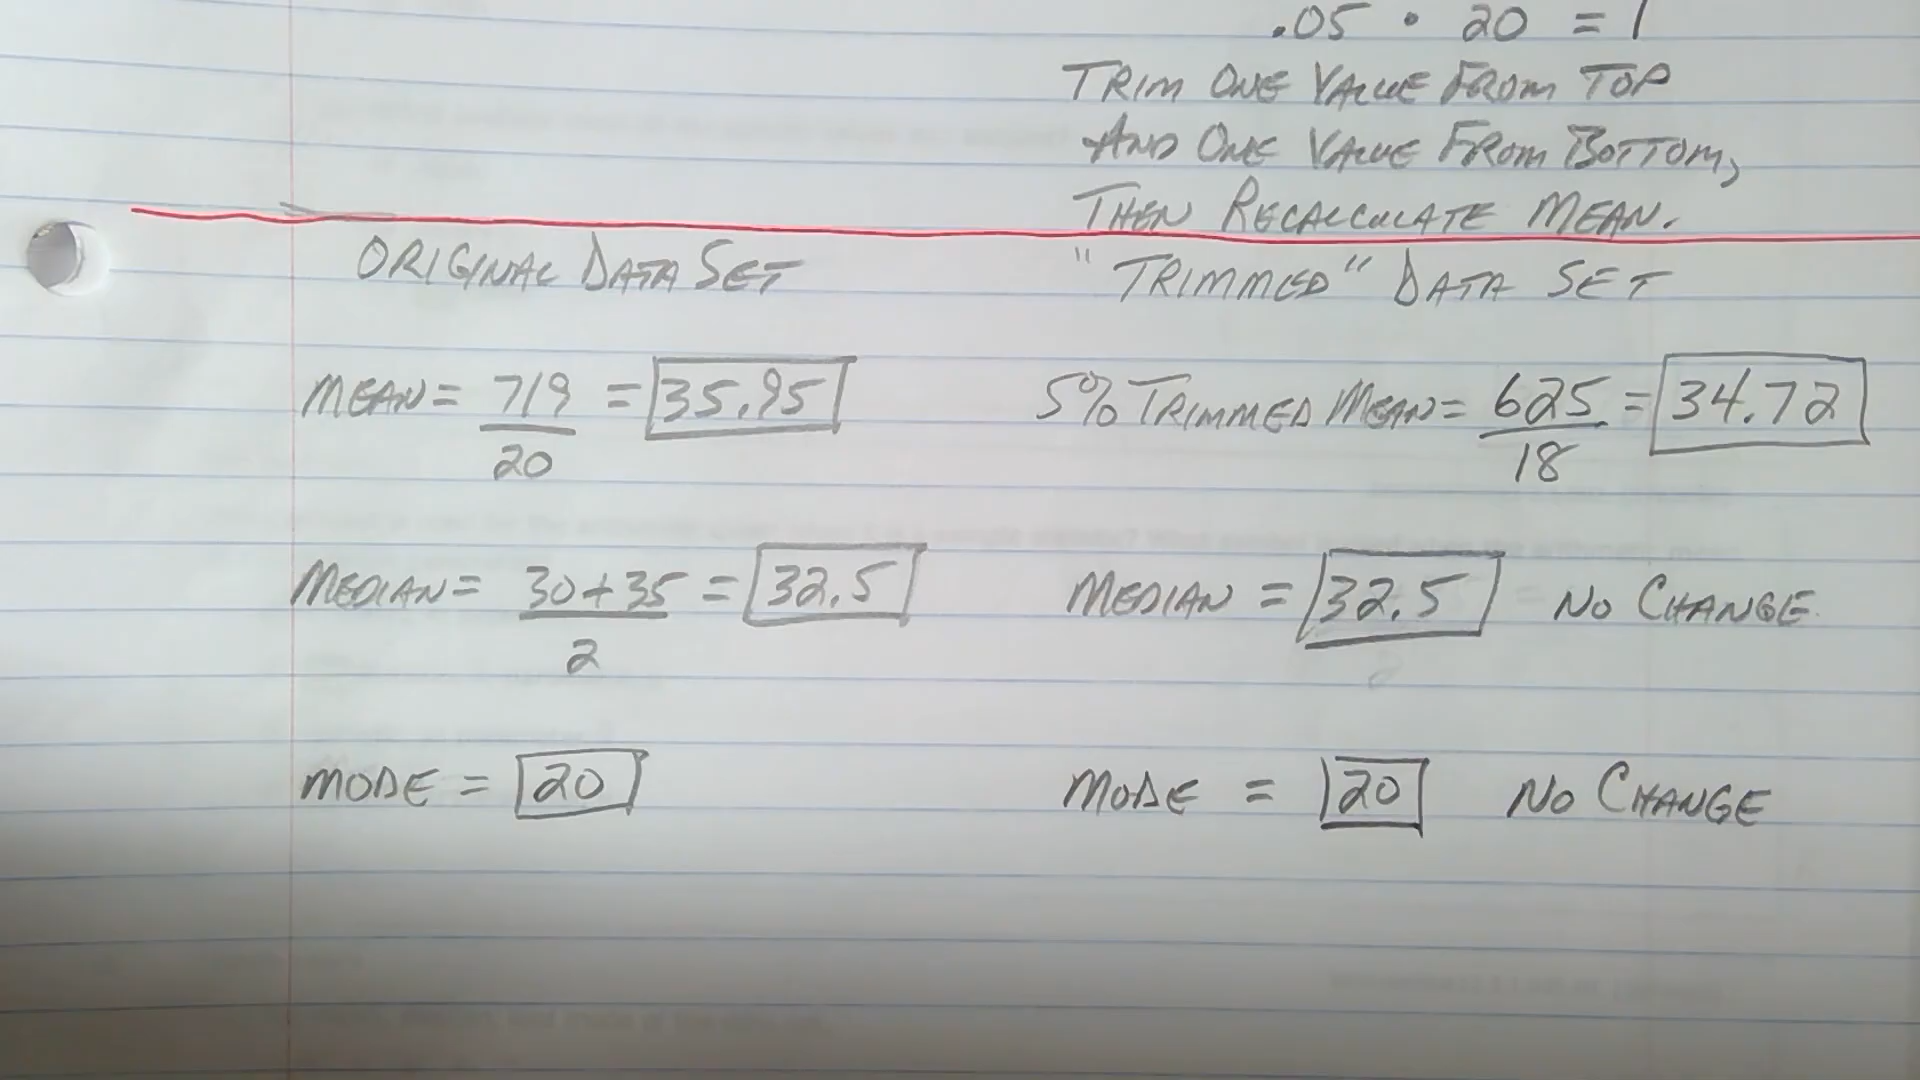 .05 • 20 = 1
TRIM ONE VALUE FROM TOP
AND ONE VALUE FROM BOTTOM,
THEN RECALCULATE MEAN.
ORIGINAL DATA SET
"TRIMMED" DATA SET
MEAN = 719/20 = 35.95
5% TRIMMED MEAN = 625/18 = 34.72
MEDIAN = 30+35/2 = 32.5
MEDIAN = 32.5 NO CHANGE
MODE = 20
MODE = 20 NO CHANGE